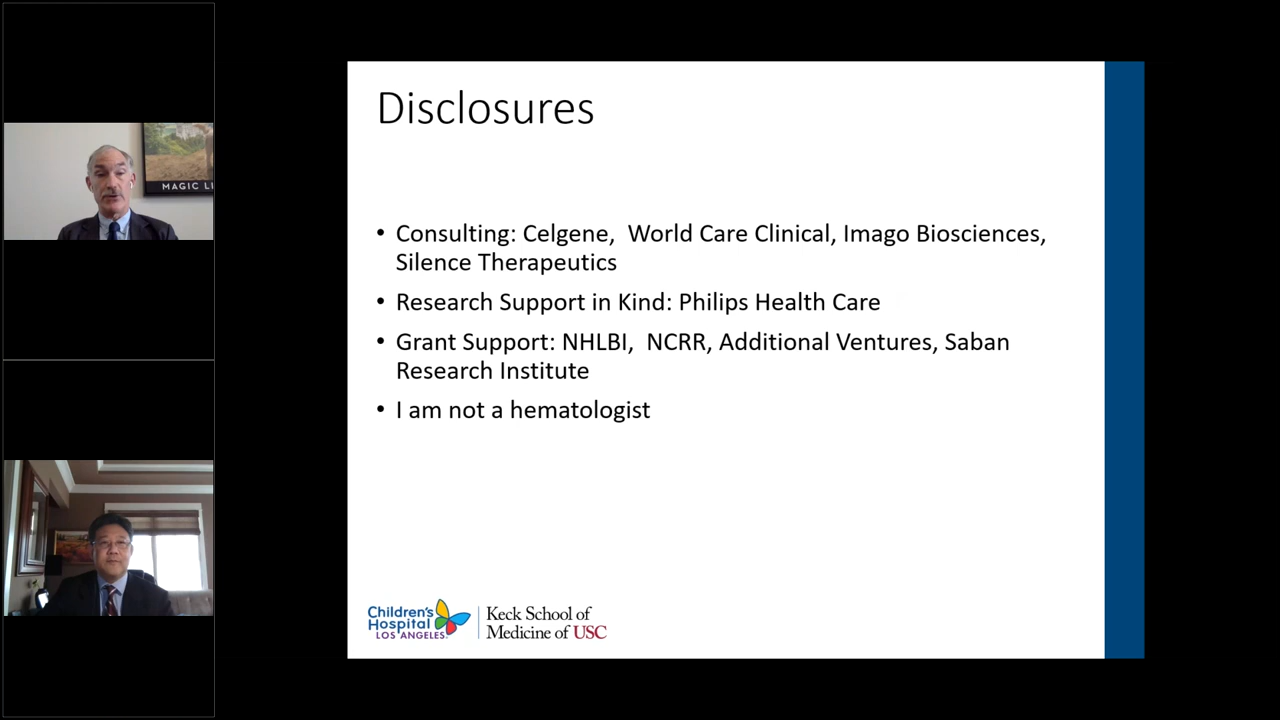 MAGIC
Disclosures
• Consulting: Celgene,  World Care Clinical, Imago Biosciences,
Silence Therapeutics
• Research Support in Kind: Philips Health Care
• Grant Support: NHLBI,  NCRR, Additional Ventures, Saban
Research Institute
• I am not a hematologist
Children's
Hospital
LOS ANGELES
Keck School of
Medicine of USC